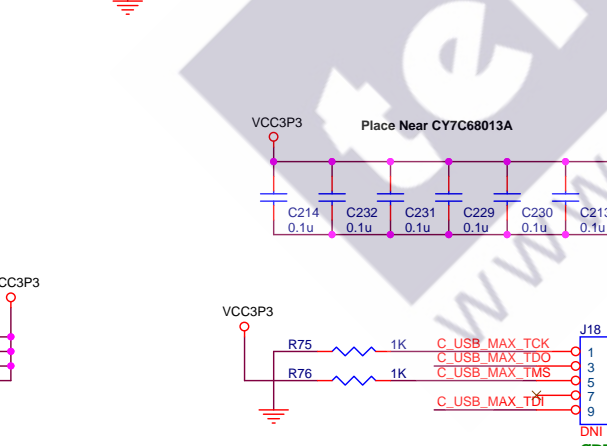 VCC3P3
Place Near CY7C68013A
C214 C232 C231 C229 C230 C213
0.1u 0.1u 0.1u 0.1u 0.1u 0.1u
CC3P3
VCC3P3
J18
R75 1K C_USB_MAX_TCK 1
C_USB_MAX_TDO 3
R76 1K C_USB_MAX_TMS 5
7
C_USB_MAX_TDI 9
DNI
ter
www